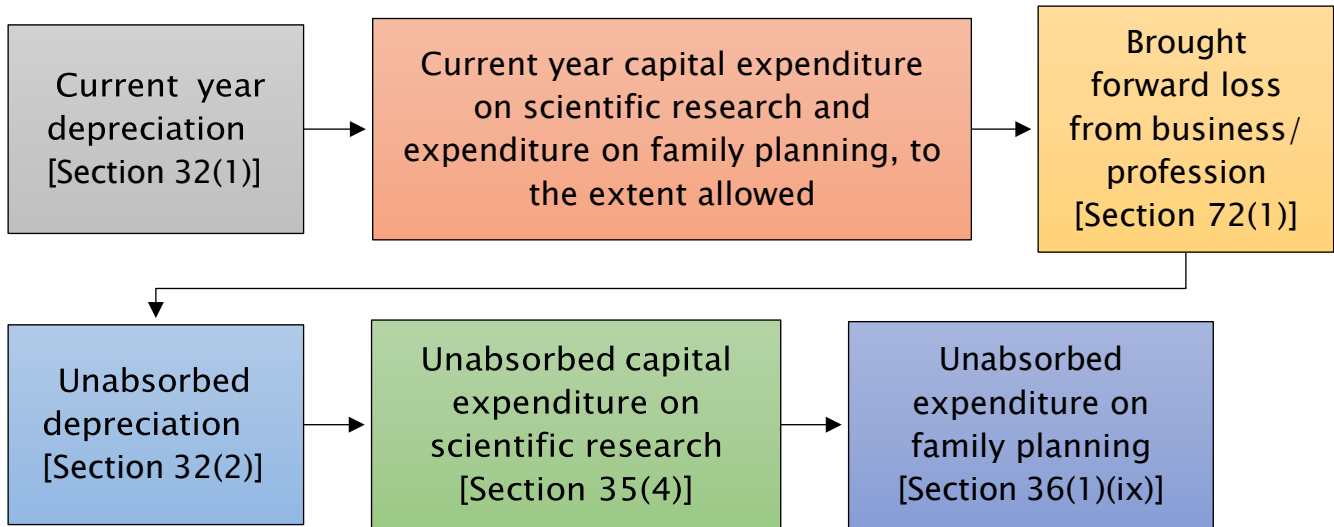 Current year
depreciation
[Section 32(1)]
Current year capital expenditure
on scientific research and
expenditure on family planning, to
the extent allowed
Brought
forward loss
from business/
profession
[Section 72(1)]
Unabsorbed
depreciation
[Section 32(2)]
Unabsorbed capital
expenditure on
scientific research
[Section 35(4)]
Unabsorbed
expenditure on
family planning
[Section 36(1)(ix)]